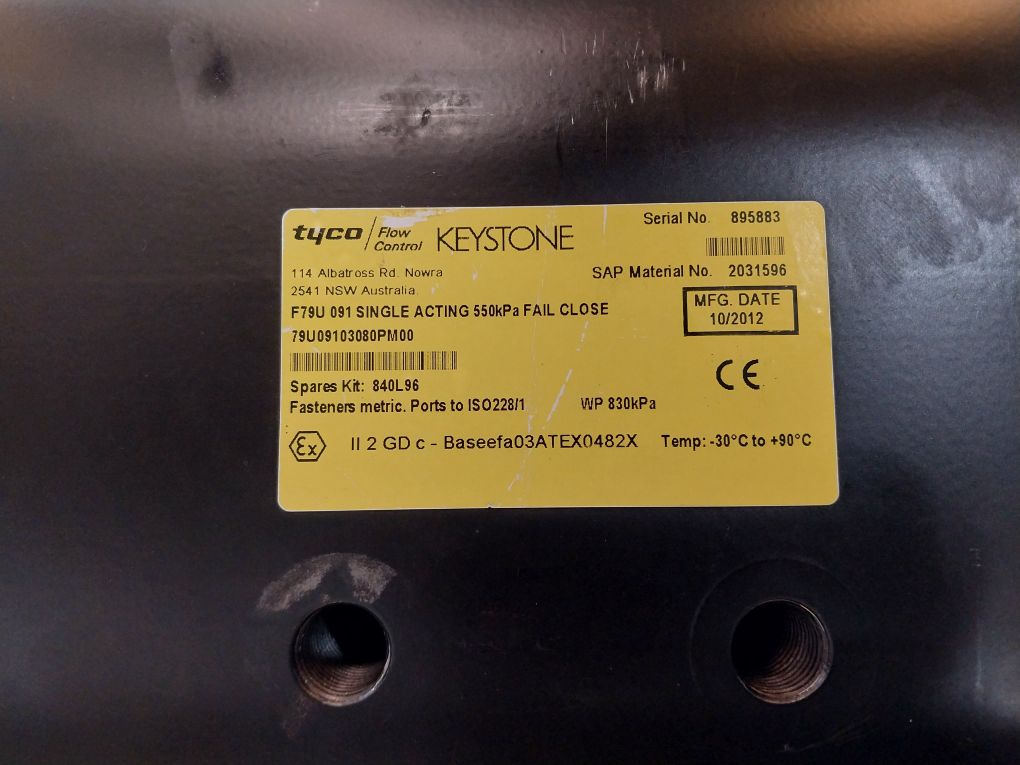 tyco / Flow Control KEYSTONE
Serial No. 895883
114 Albatross Rd. Nowra
2541 NSW Australia.
SAP Material No. 2031596
F79U 091 SINGLE ACTING 550kPa FAIL CLOSE
MFG. DATE
10/2012
79U09103080PM00
CE
Spares Kit: 840L96
Fasteners metric. Ports to ISO228/1 WP 830kPa
Ex II 2 GD c - Baseefa03ATEX0482X Temp: -30°C to +90°C